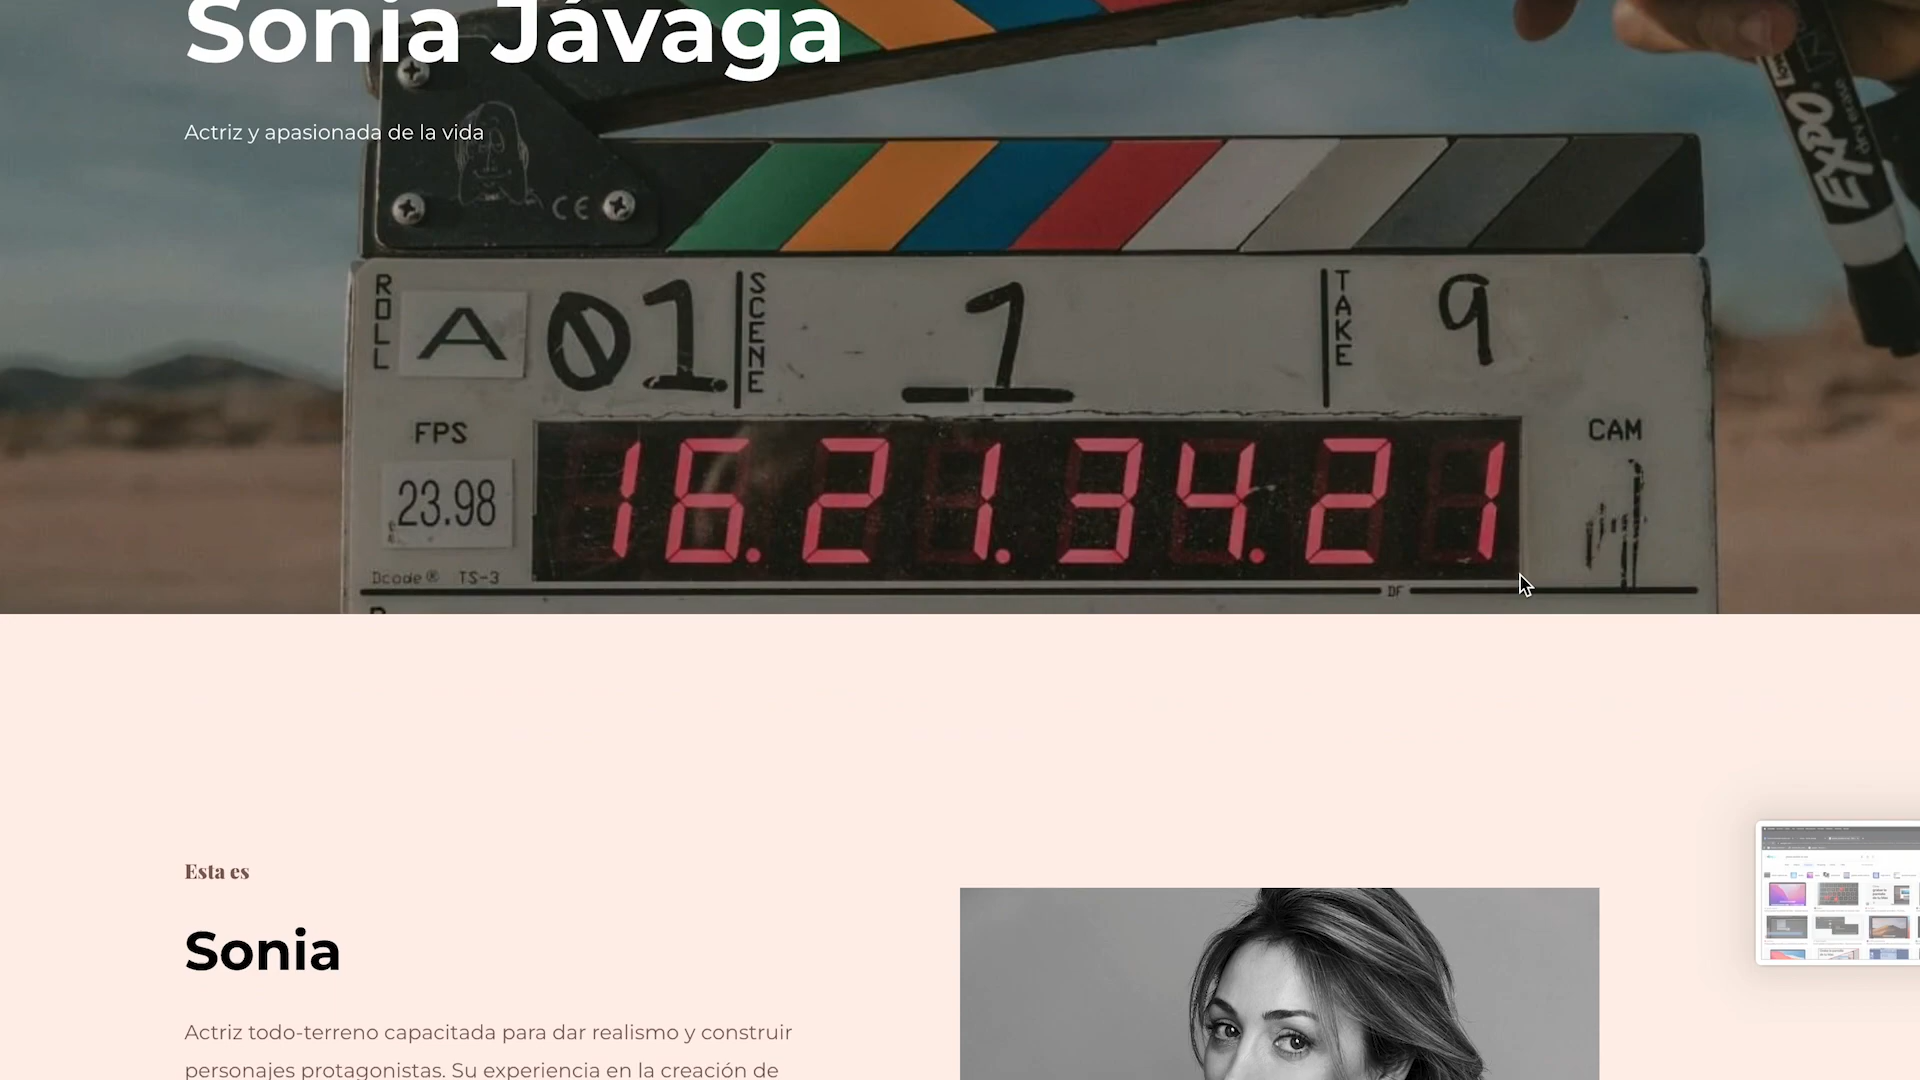 Sonia Jávaga
Actriz y apasionada de la vida
CE
EXPO
ROLL
A 01
SCENE
1
TAKE
9
FPS
23.98
16.21.34.21
CAM
Dcode® TS-3
DF
Esta es
Sonia
Actriz todo-terreno capacitada para dar realismo y construir
personajes protagonistas. Su experiencia en la creación de